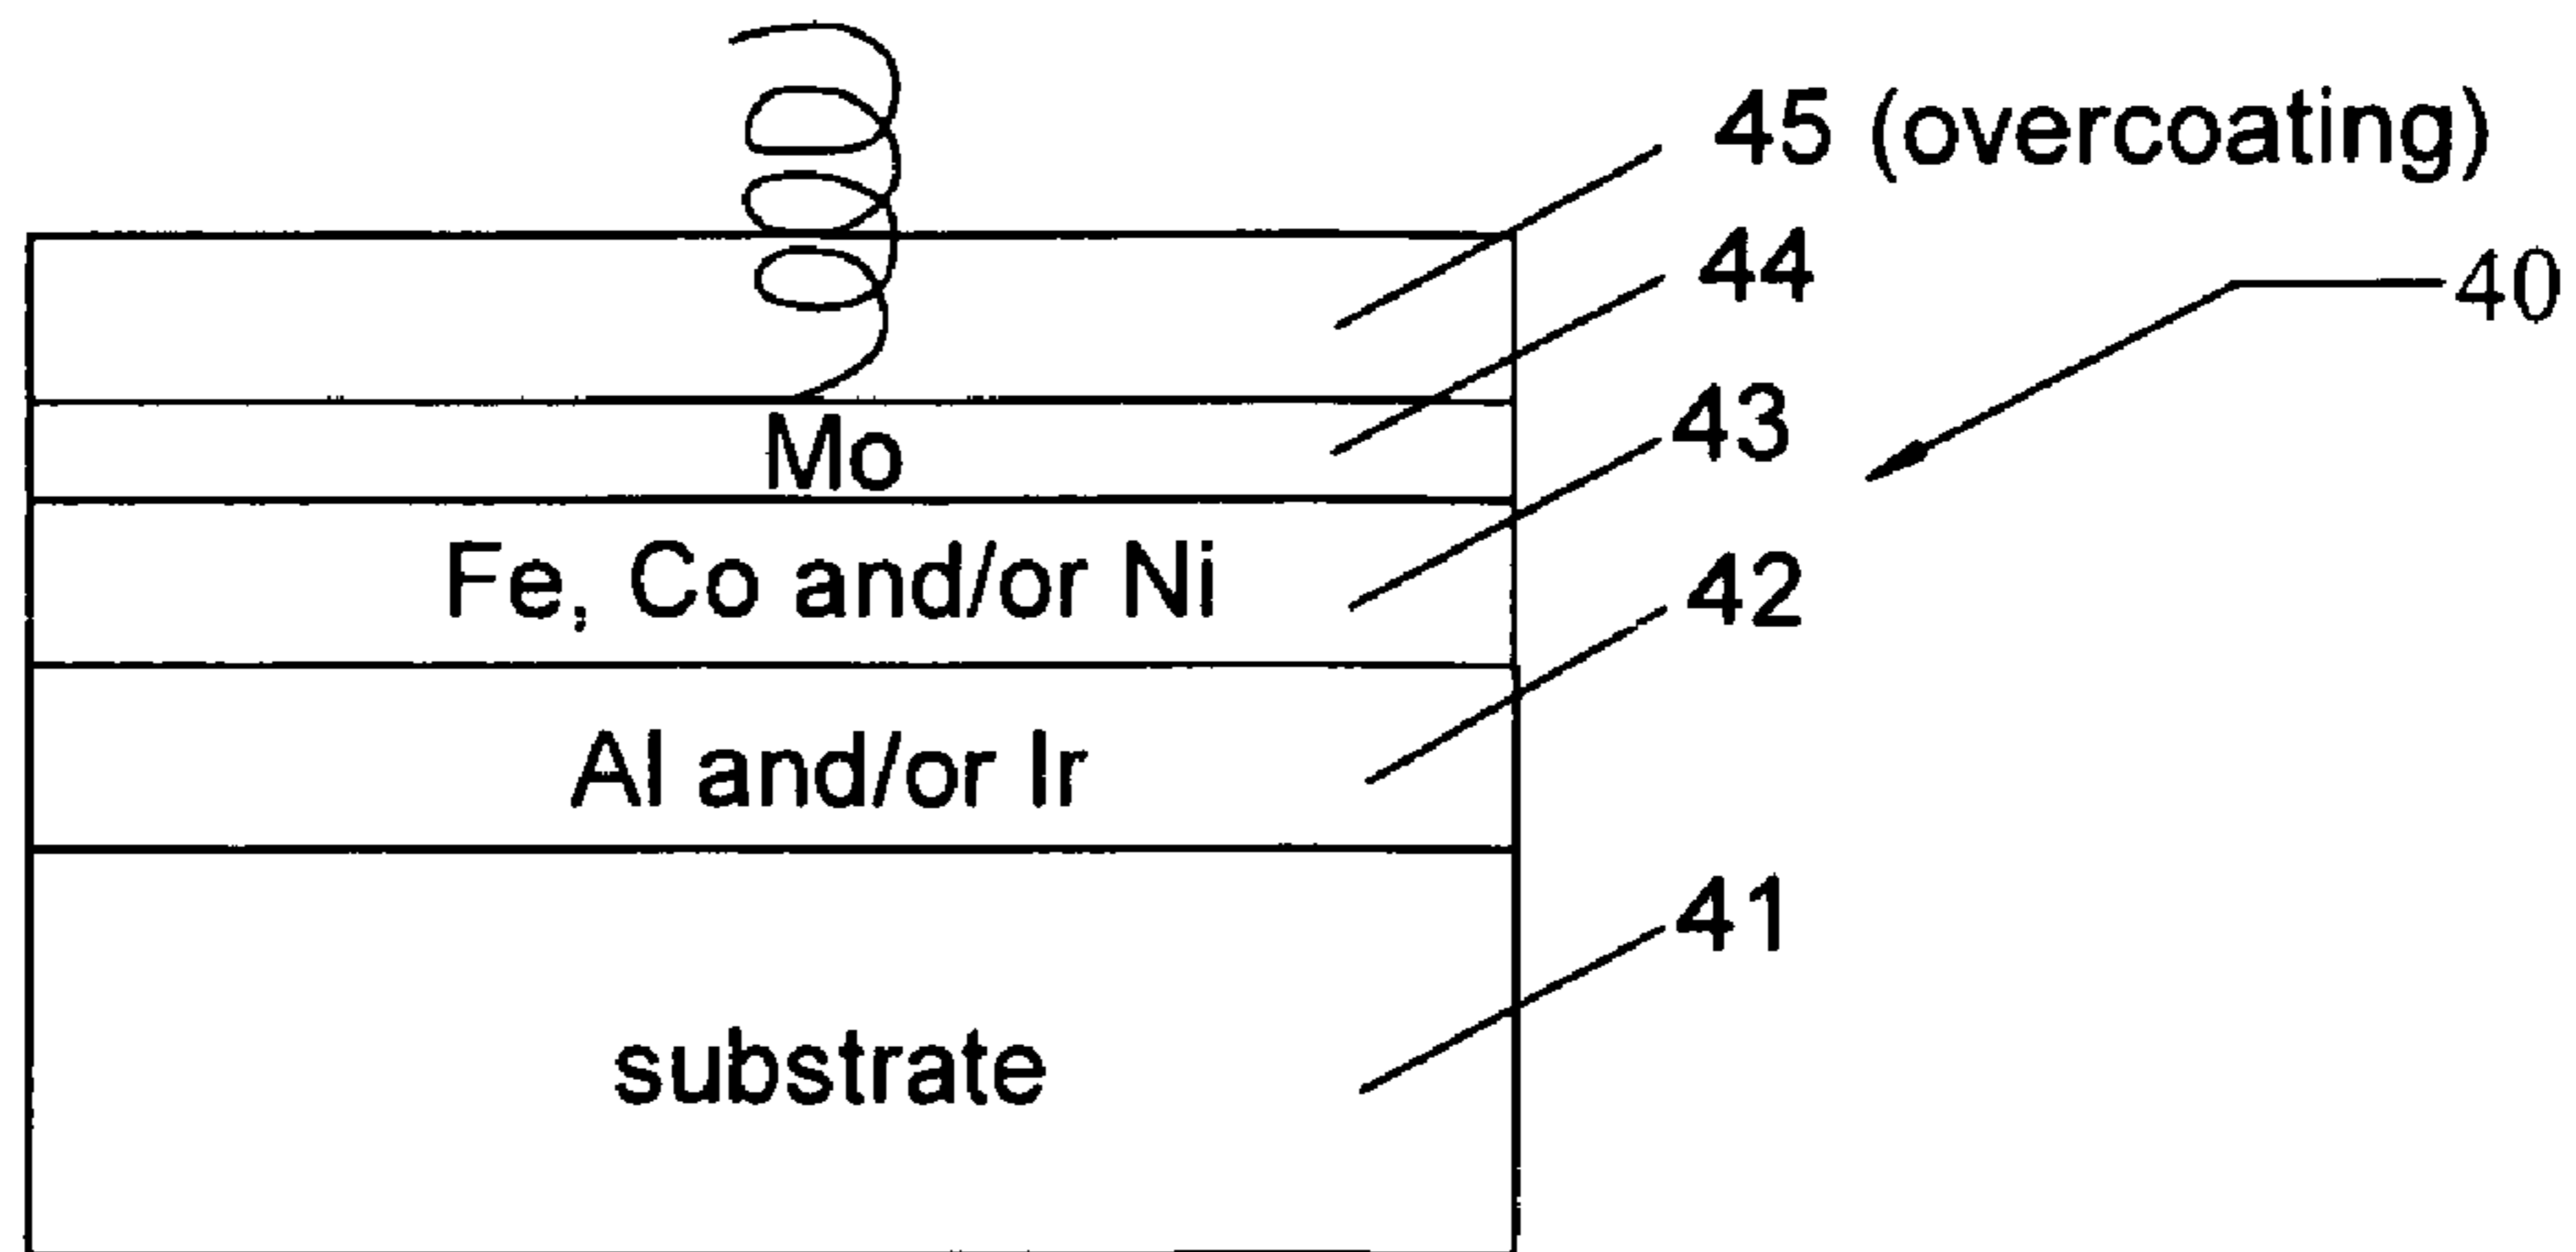 45 (overcoating)
44
40
Mo
43
Fe, Co and/or Ni
42
Al and/or Ir
41
substrate